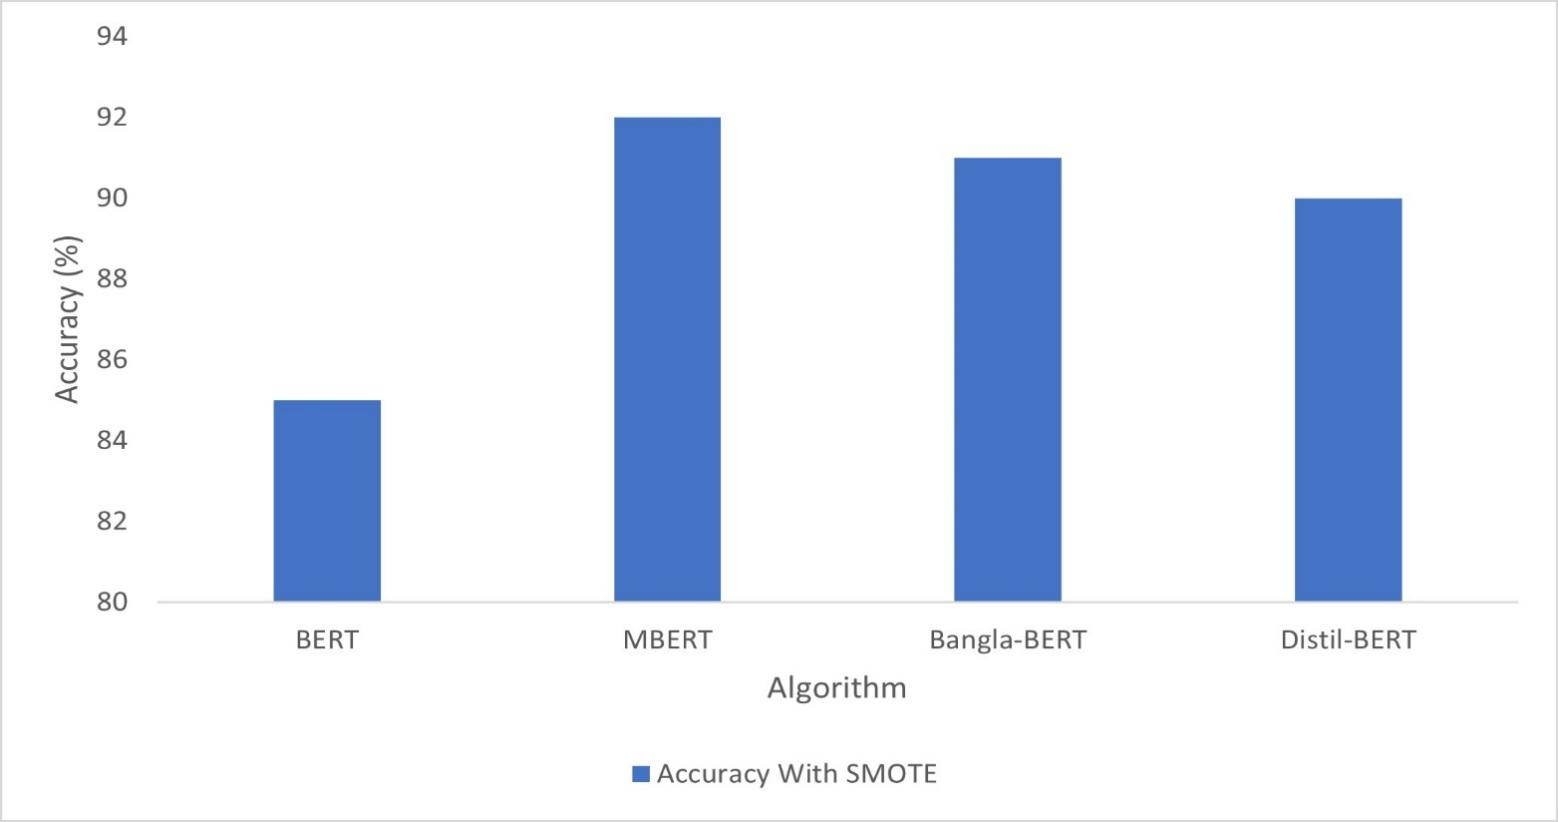 94
92
90
88
86
84
82
80
Accuracy (%)
BERT MBERT Bangla-BERT Distil-BERT
Algorithm
Accuracy With SMOTE